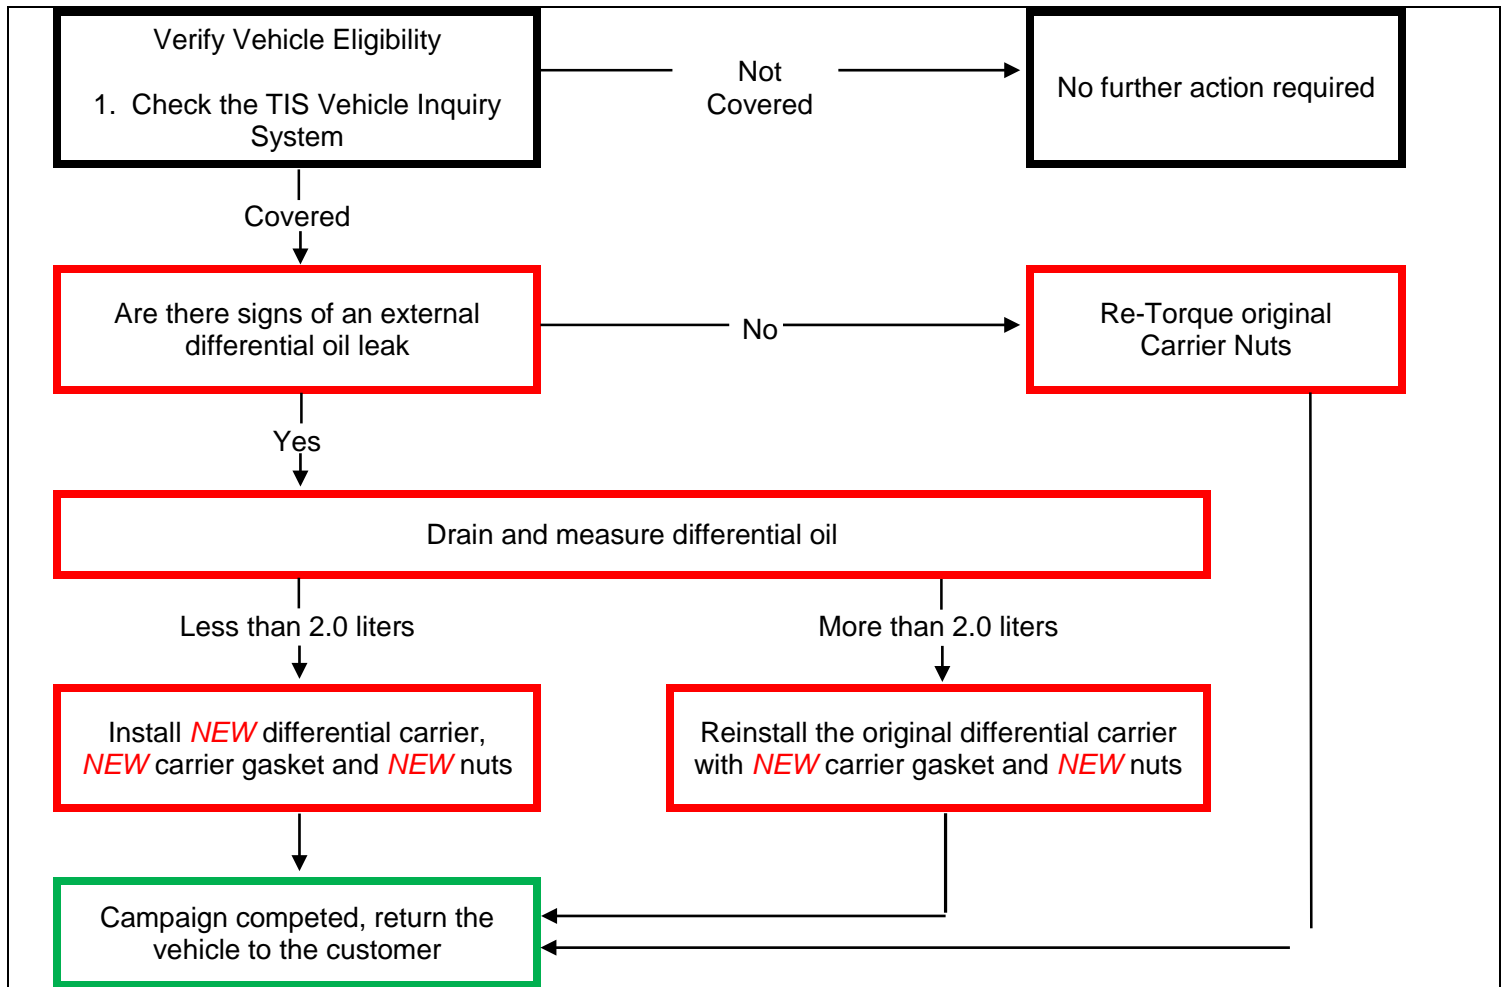 Verify Vehicle Eligibility
1. Check the TIS Vehicle Inquiry
System
Not
Covered
No further action required
Covered
Are there signs of an external
differential oil leak
No
Re-Torque original
Carrier Nuts
Yes
Drain and measure differential oil
Less than 2.0 liters
More than 2.0 liters
Install NEW differential carrier,
NEW carrier gasket and NEW nuts
Reinstall the original differential carrier
with NEW carrier gasket and NEW nuts
Campaign competed, return the
vehicle to the customer